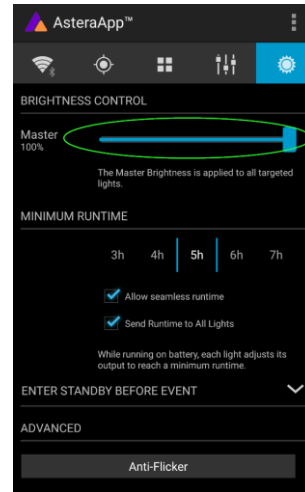 AsteraApp™
BRIGHTNESS CONTROL
Master
100%
The Master Brightness is applied to all targeted
lights.
MINIMUM RUNTIME
3h 4h 5h 6h 7h
Allow seamless runtime
Send Runtime to All Lights
While running on battery, each light adjusts its
output to reach a minimum runtime.
ENTER STANDBY BEFORE EVENT
ADVANCED
Anti-Flicker